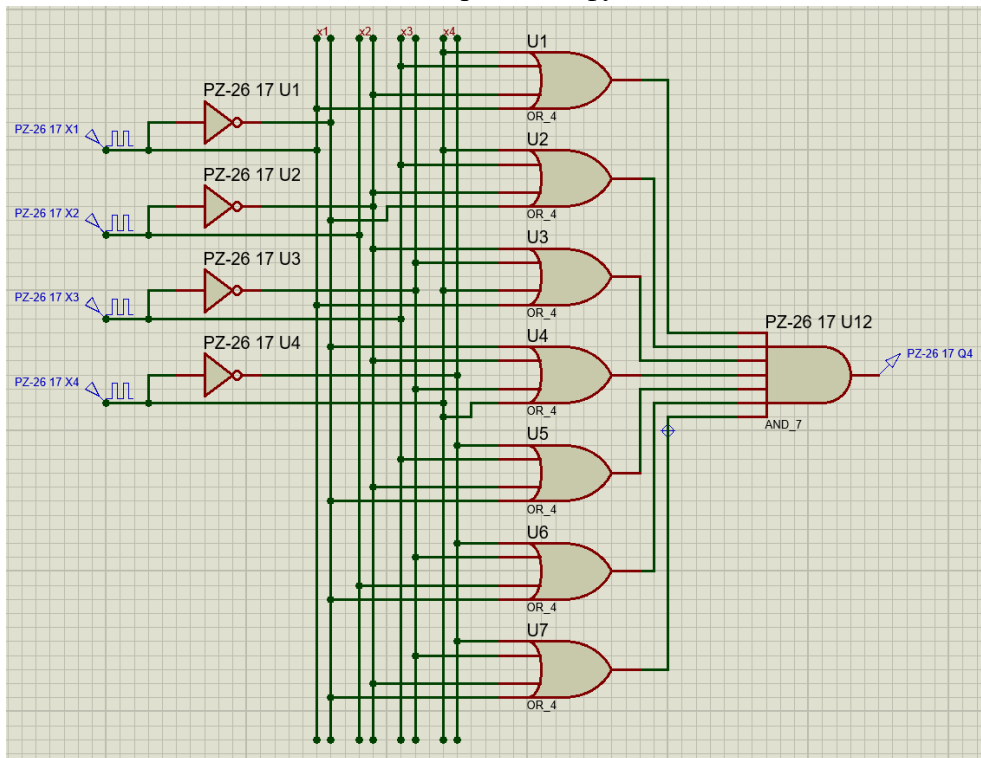 x1 x2 x3 x4
U1
OR_4
PZ-26 17 U1
PZ-26 17 X1
U2
OR_4
PZ-26 17 U2
PZ-26 17 X2
U3
OR_4
PZ-26 17 U3
PZ-26 17 X3
U4
OR_4
PZ-26 17 U4
PZ-26 17 X4
PZ-26 17 U12
PZ-26 17 Q4
AND_7
U5
OR_4
U6
OR_4
U7
OR_4